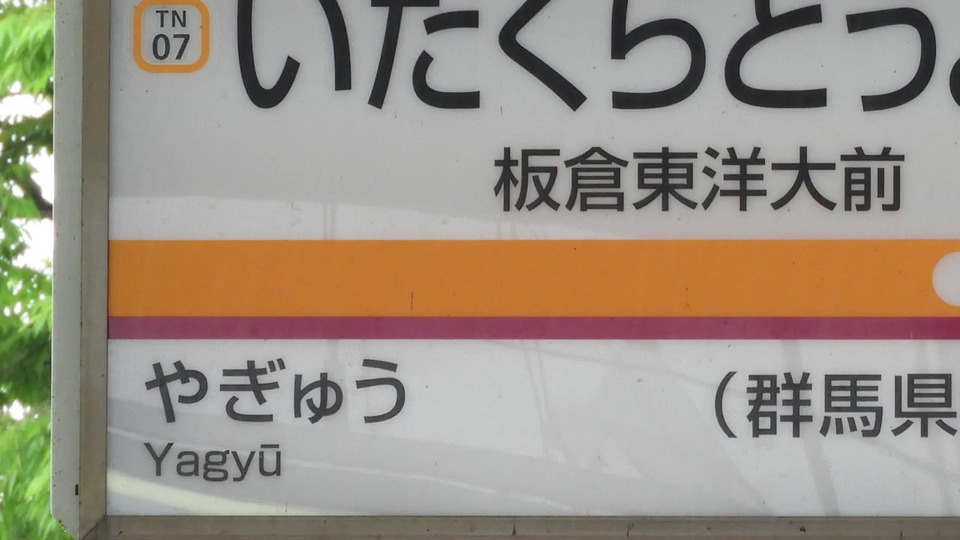 TN
07
いたくらとう
板倉東洋大前
やぎゅう
Yagyū
(群馬県